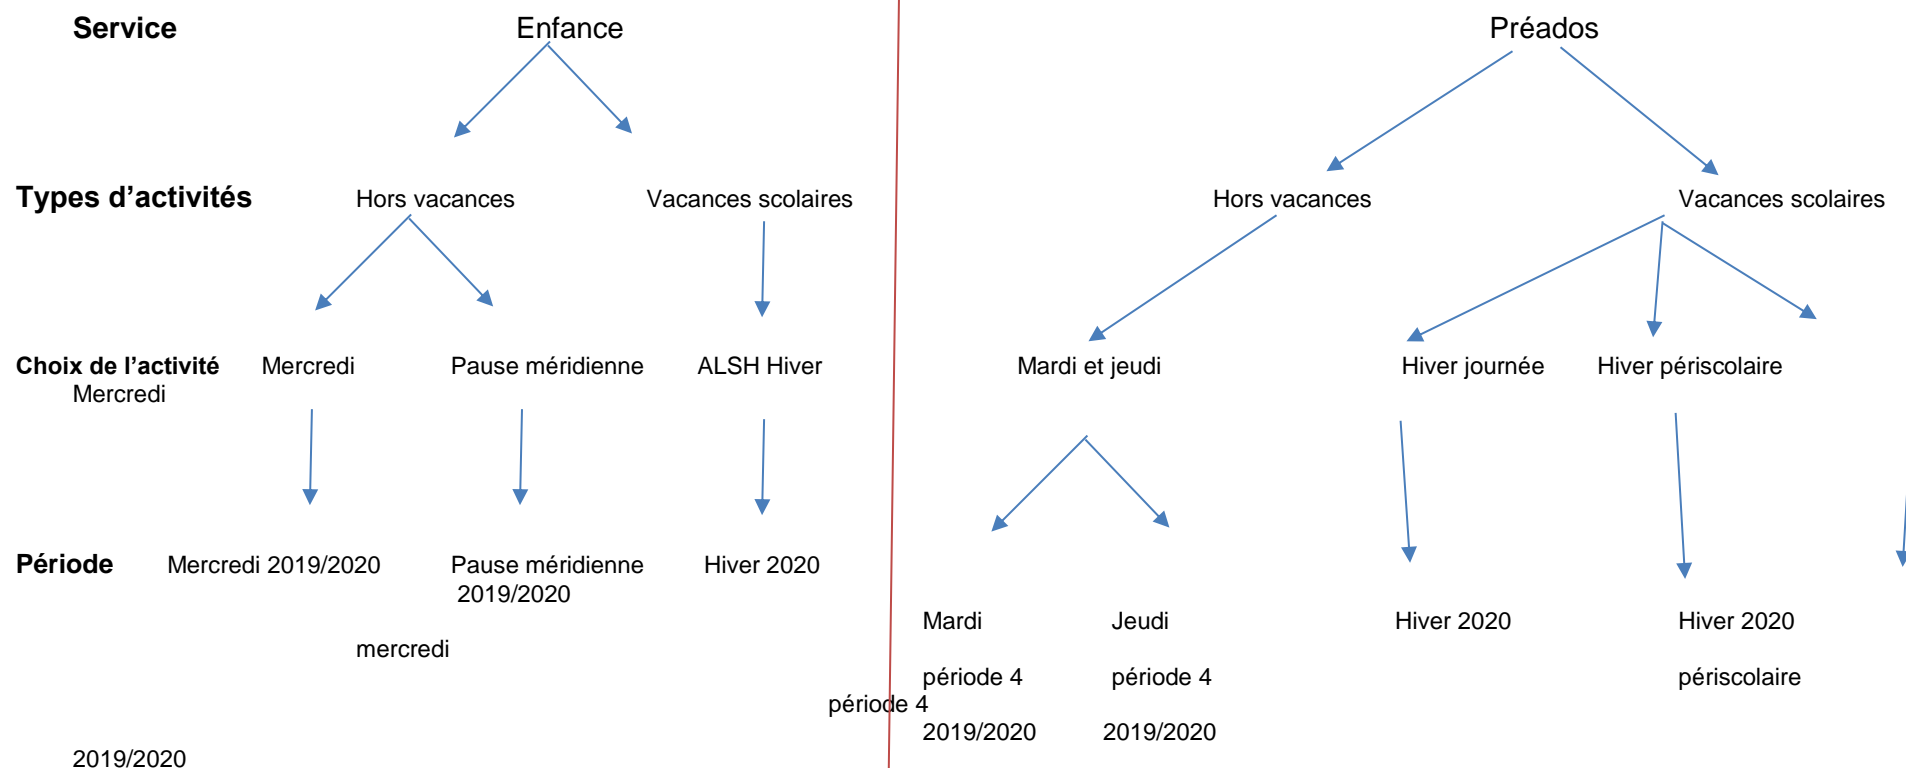 Service Enfance Préados
Types d’activités Hors vacances Vacances scolaires Hors vacances Vacances scolaires
Choix de l’activité Mercredi Pause méridienne ALSH Hiver Mardi et jeudi Hiver journée Hiver périscolaire
Mercredi
Période Mercredi 2019/2020 Pause méridienne Hiver 2020
2019/2020
Mardi Jeudi Hiver 2020 Hiver 2020
mercredi
période 4 période 4 périscolaire
période 4
2019/2020 2019/2020
2019/2020